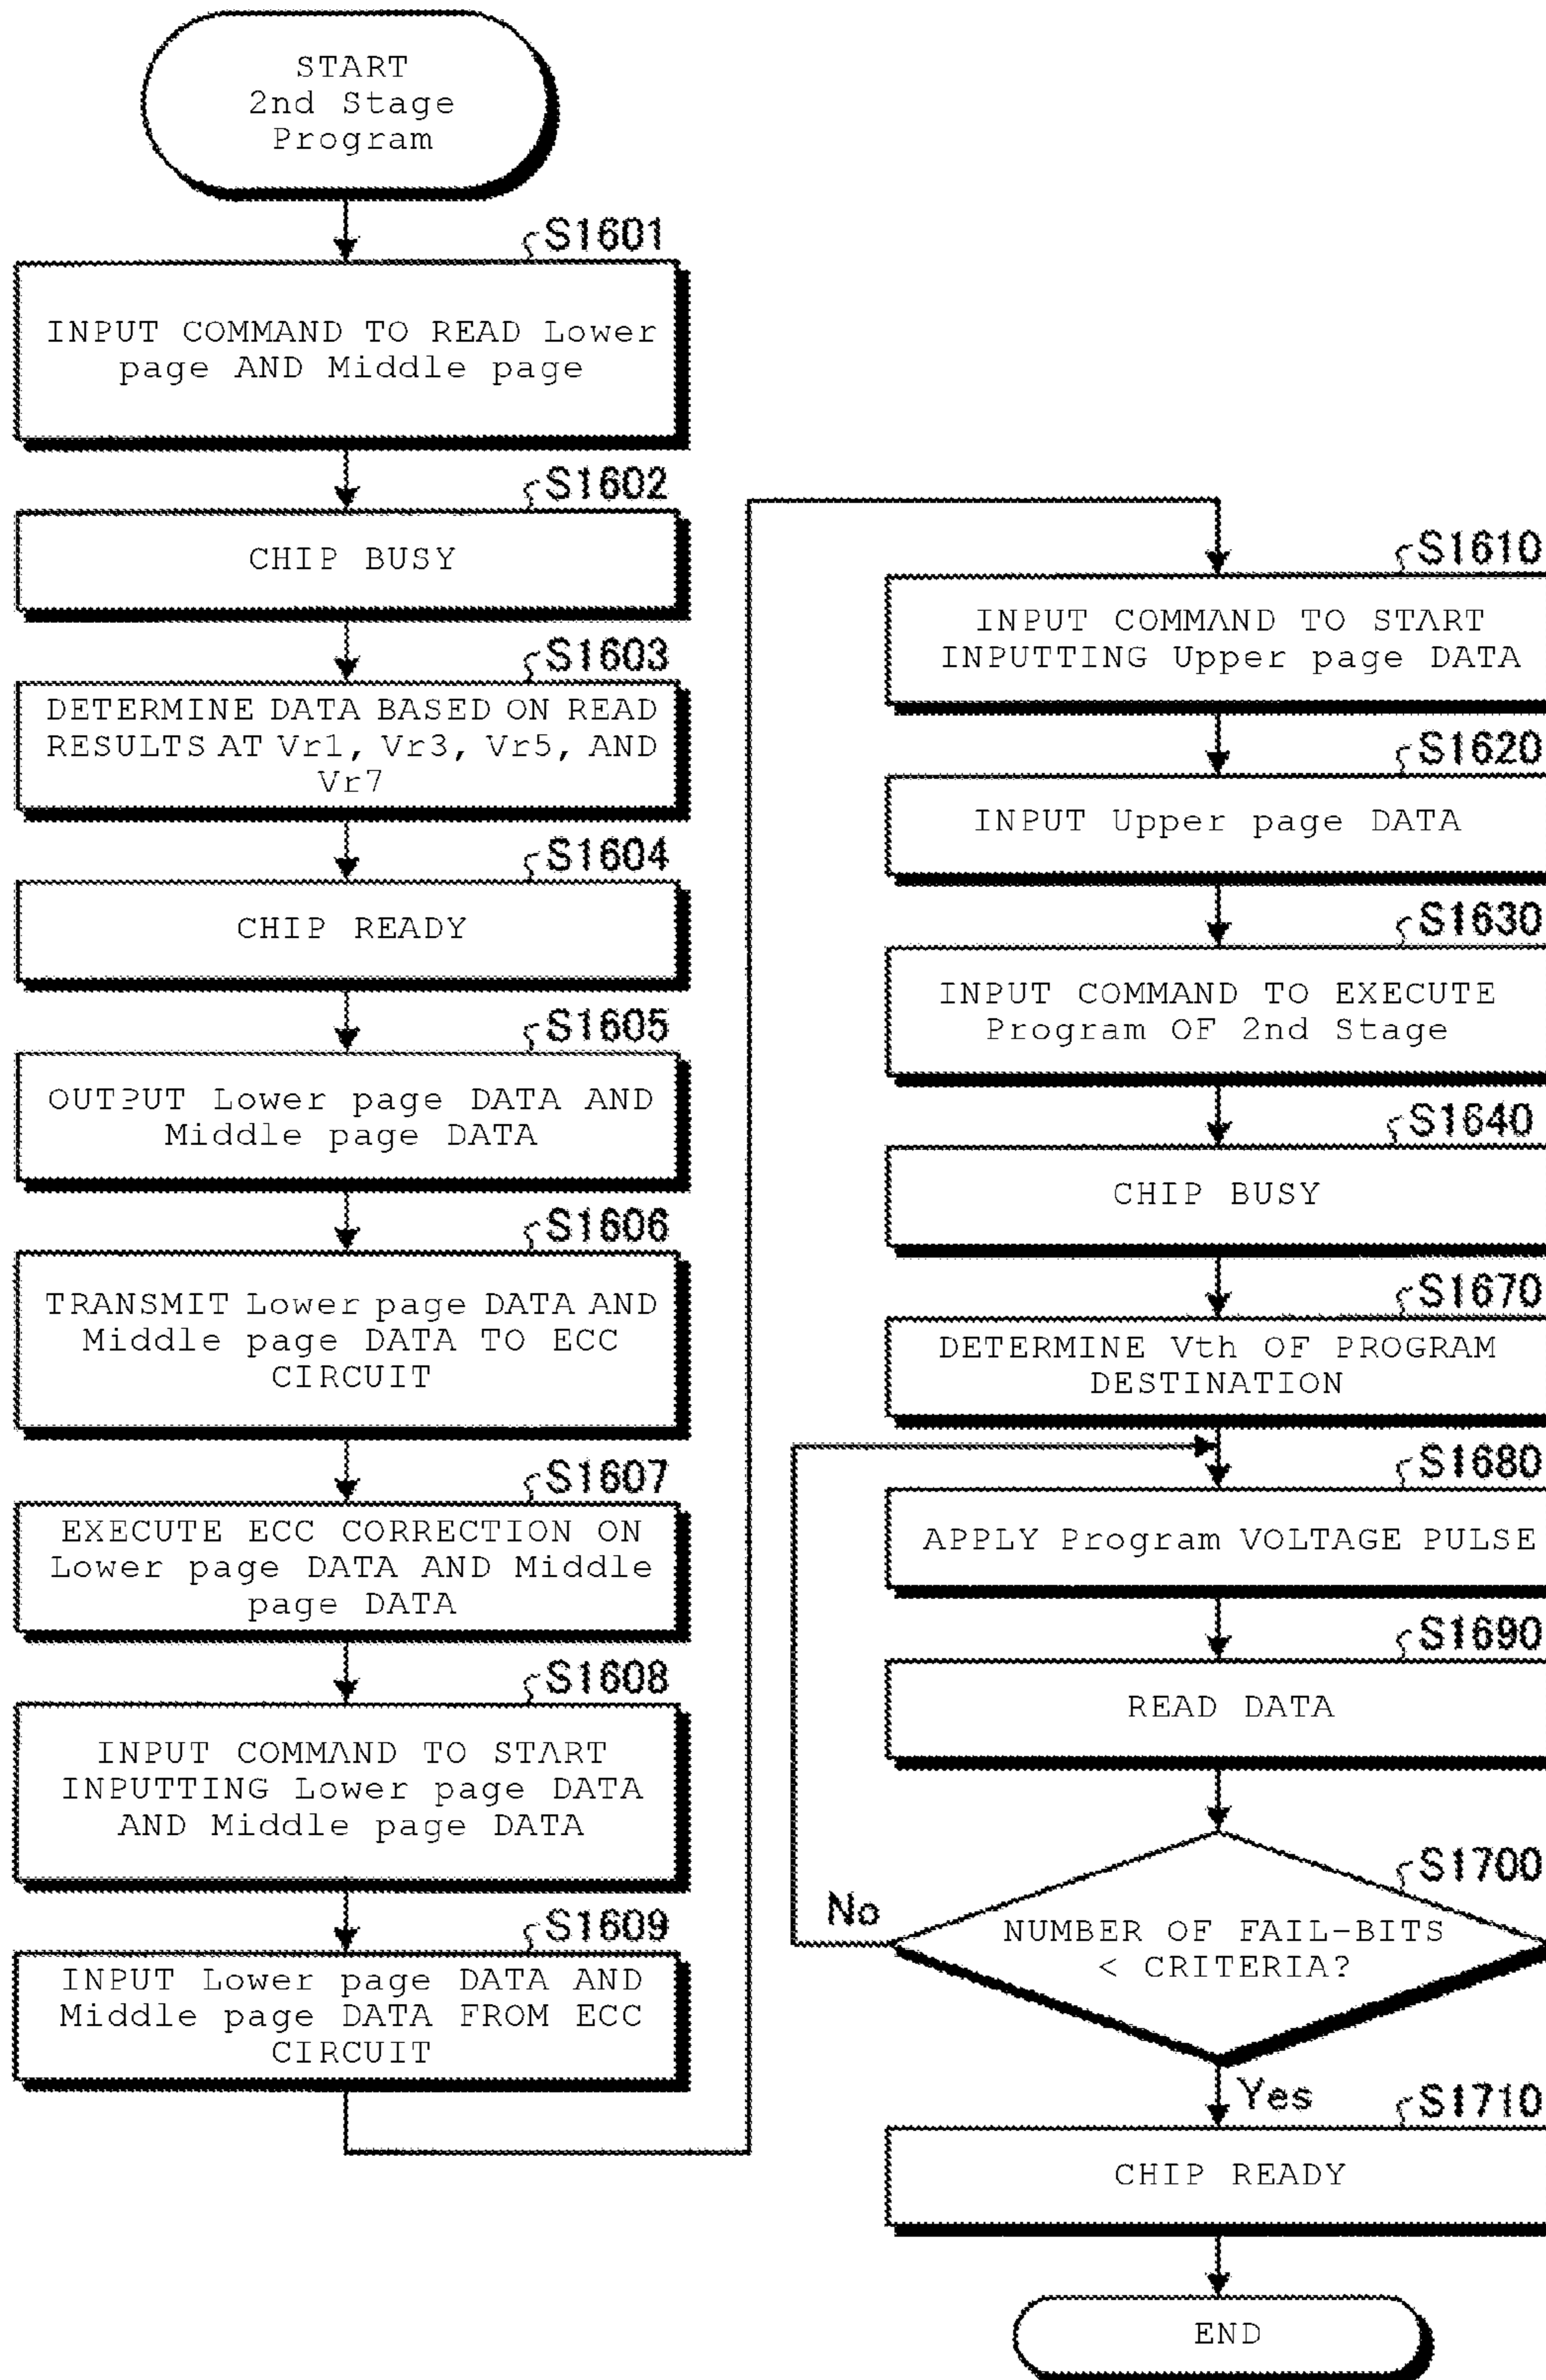 START
2nd Stage
Program
S1601
INPUT COMMAND TO READ Lower
page AND Middle page
S1602
CHIP BUSY
S1603
DETERMINE DATA BASED ON READ
RESULTS AT Vr1, Vr3, Vr5, AND
Vr7
S1604
CHIP READY
S1605
OUTPUT Lower page DATA AND
Middle page DATA
S1606
TRANSMIT Lower page DATA AND
Middle page DATA TO ECC
CIRCUIT
S1607
EXECUTE ECC CORRECTION ON
Lower page DATA AND Middle
page DATA
S1608
INPUT COMMAND TO START
INPUTTING Lower page DATA
AND Middle page DATA
S1609
INPUT Lower page DATA AND
Middle page DATA FROM ECC
CIRCUIT
S1610
INPUT COMMAND TO START
INPUTTING Upper page DATA
S1620
INPUT Upper page DATA
S1630
INPUT COMMAND TO EXECUTE
Program OF 2nd Stage
S1640
CHIP BUSY
S1670
DETERMINE Vth OF PROGRAM
DESTINATION
S1680
APPLY Program VOLTAGE PULSE
S1690
READ DATA
S1700
No
NUMBER OF FAIL-BITS
< CRITERIA?
Yes
S1710
CHIP READY
END